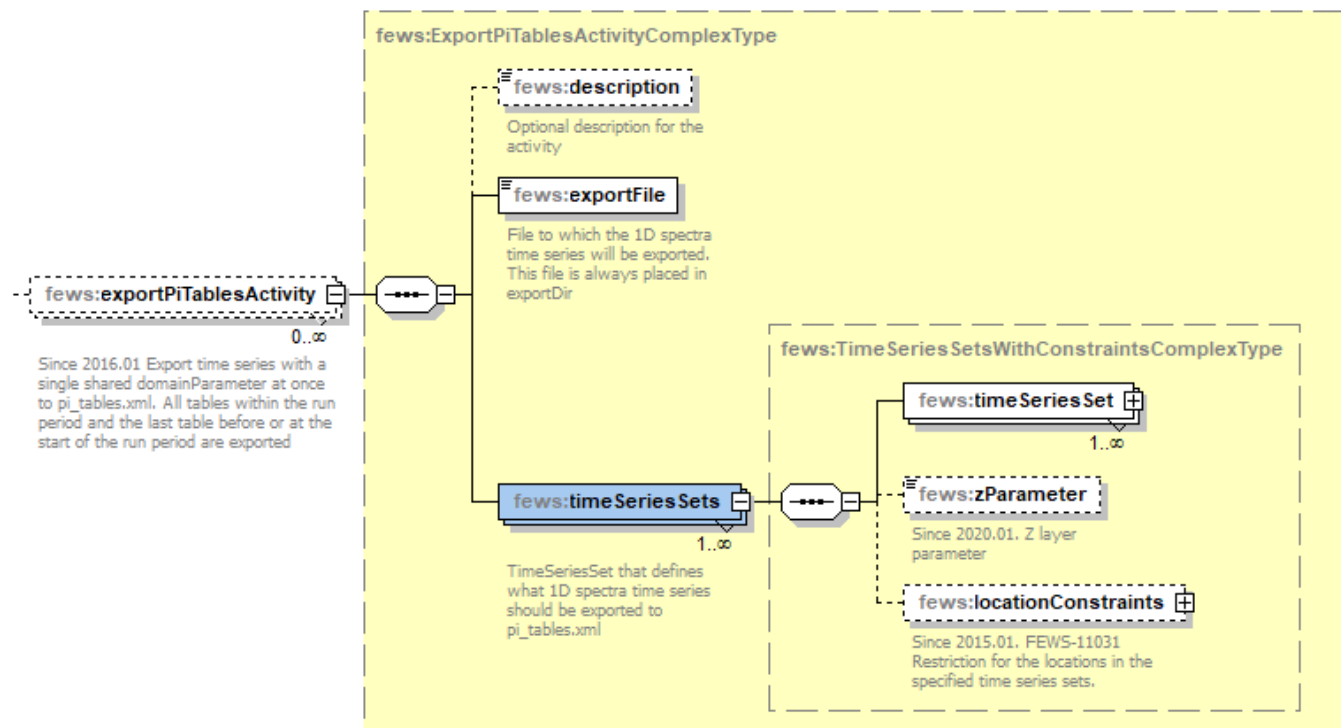 fews:ExportPiTablesActivityComplexType
fews:description
Optional description for the
activity
fews:exportFile
File to which the 1D spectra
time series will be exported.
This file is always placed in
exportDir
fews:exportPiTablesActivity
0..∞
Since 2016.01 Export time series with a
single shared domainParameter at once
to pi_tables.xml. All tables within the run
period and the last table before or at the
start of the run period are exported
fews:timeSeriesSets
1..∞
TimeSeriesSet that defines
what 1D spectra time series
should be exported to
pi_tables.xml
fews:TimeSeriesSetsWithConstraintsComplexType
fews:timeSeriesSet
1..∞
fews:zParameter
Since 2020.01. Z layer
parameter
fews:locationConstraints
Since 2015.01. FEWS-11031
Restriction for the locations in the
specified time series sets.